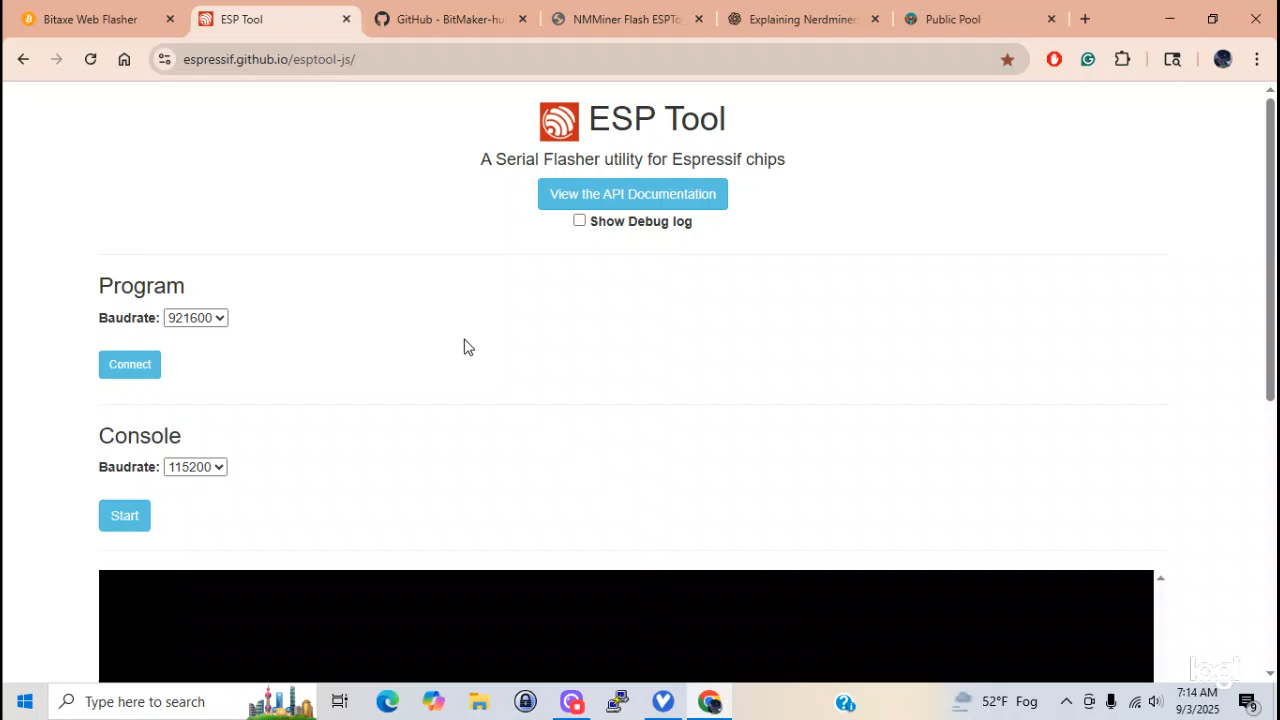 Bitaxe Web Flasher
ESP Tool
GitHub - BitMaker-hu
NMMiner Flash ESPTo
Explaining Nerdminer
Public Pool
espressif.github.io/esptool-js/
ESP Tool
A Serial Flasher utility for Espressif chips
View the API Documentation
Show Debug log
Program
Baudrate: 921600
Connect
Console
Baudrate: 115200
Start
logi
Type here to search
52°F Fog
7:14 AM
9/3/2025
9